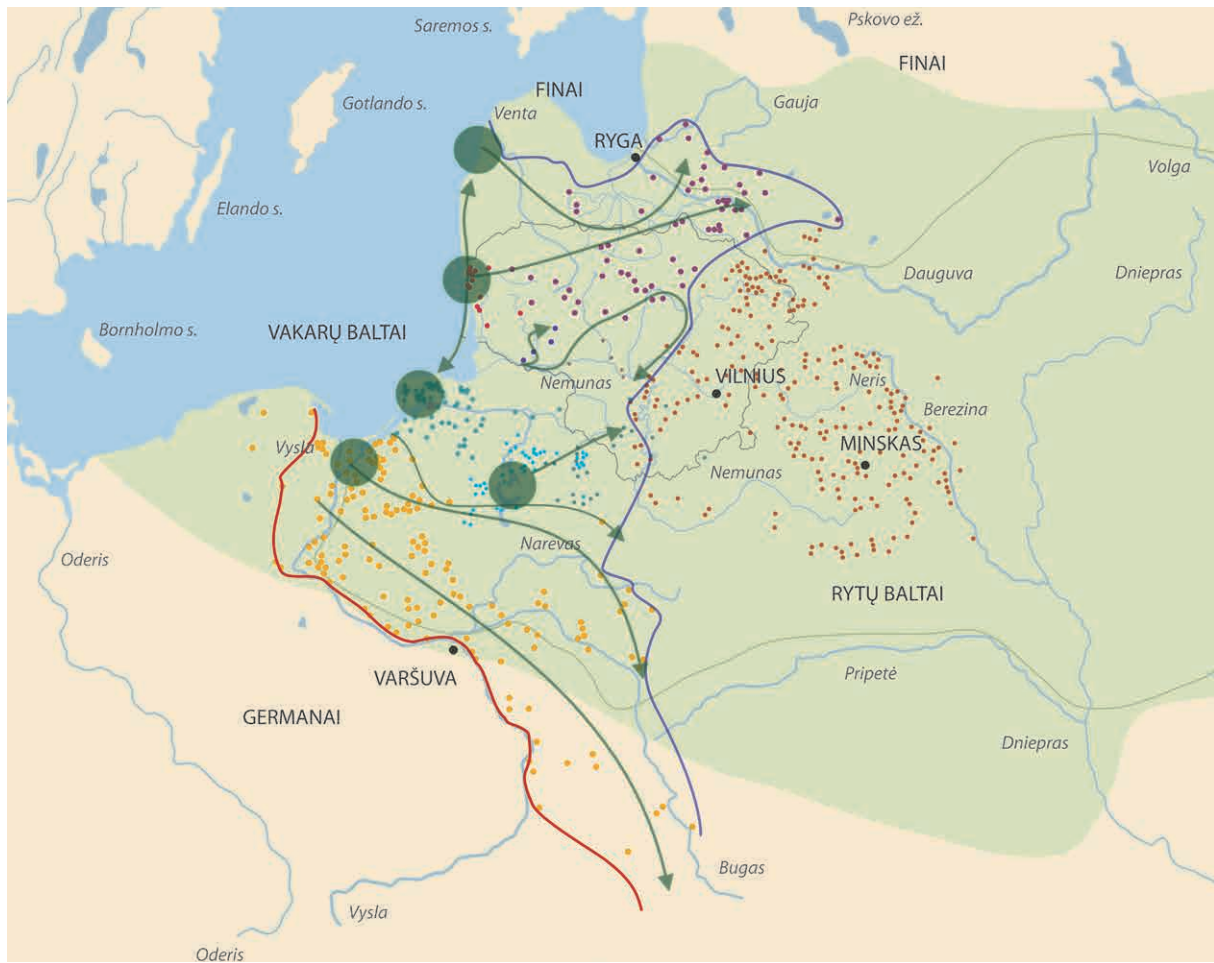 Pskovo ež.
Saremos s.
FINAI
FINAI
Gotlando s.
Venta
Gauja
RYGA
Volga
Elando s.
Dauguva
Dniepras
Bornholmo s.
VAKARŲ BALTAI
Nemunas
VILNIUS
Neris
Berezina
Vysla
MINSKAS
Nemunas
Narevas
Oderis
RYTŲ BALTAI
VARŠUVA
Pripetė
GERMANAI
Dniepras
Bugas
Vysla
Oderis